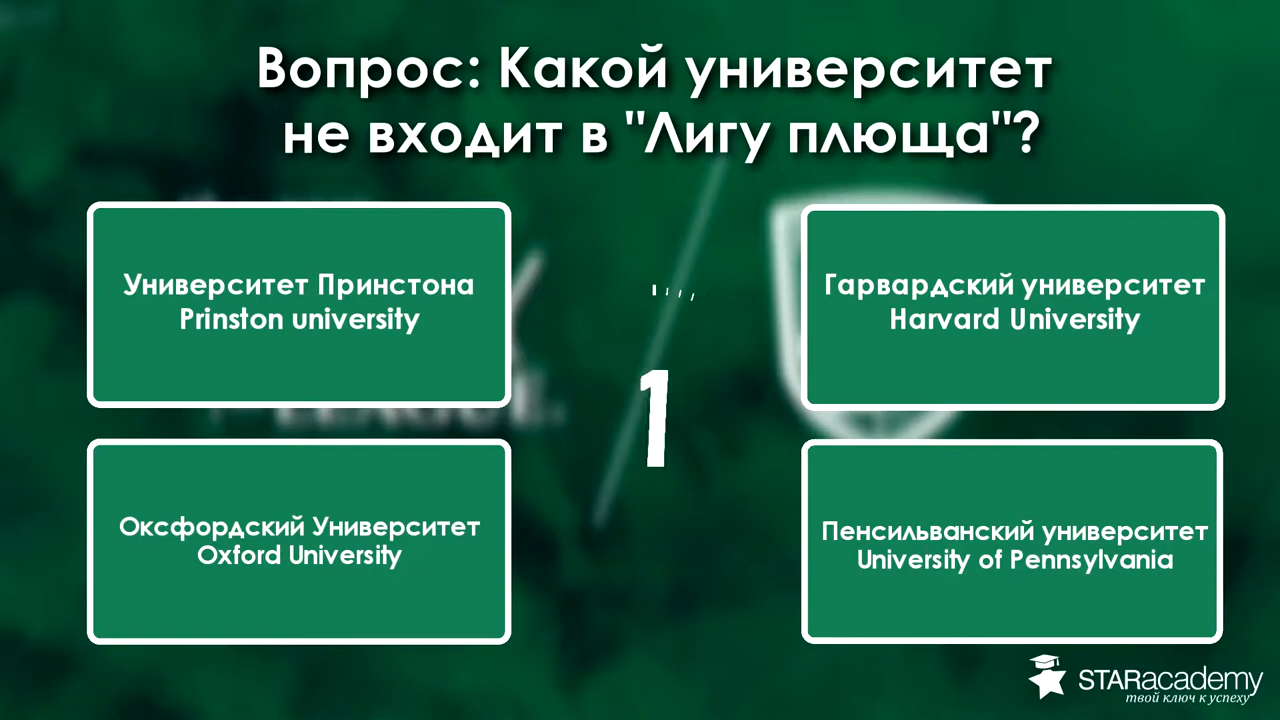 Вопрос: Какой университет
не входит в "Лигу плюща"?
Университет Принстона
Prinston university
Гарвардский университет
Harvard University
1
Оксфордский Университет
Oxford University
Пенсильванский университет
University of Pennsylvania
STARacademy
твой ключ к успеху